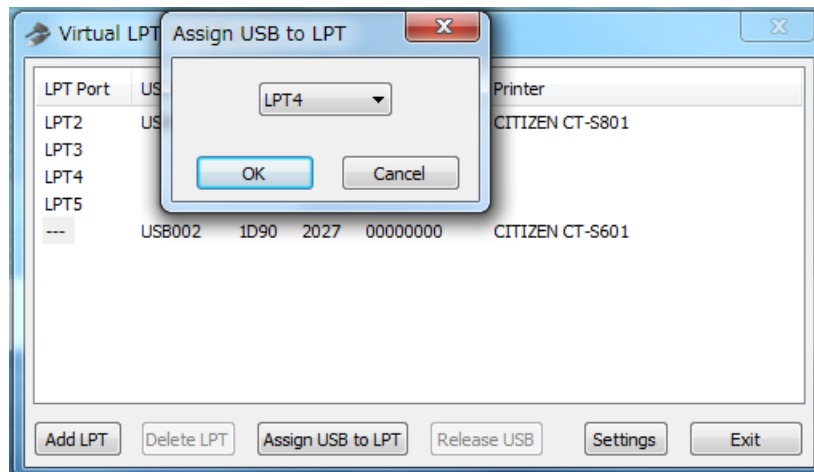 Virtual LPT
Assign USB to LPT
LPT4
OK Cancel
LPT Port US Printer
LPT2 US CITIZEN CT-S801
LPT3
LPT4
LPT5
--- USB002 1D90 2027 00000000 CITIZEN CT-S601
Add LPT Delete LPT Assign USB to LPT Release USB Settings Exit